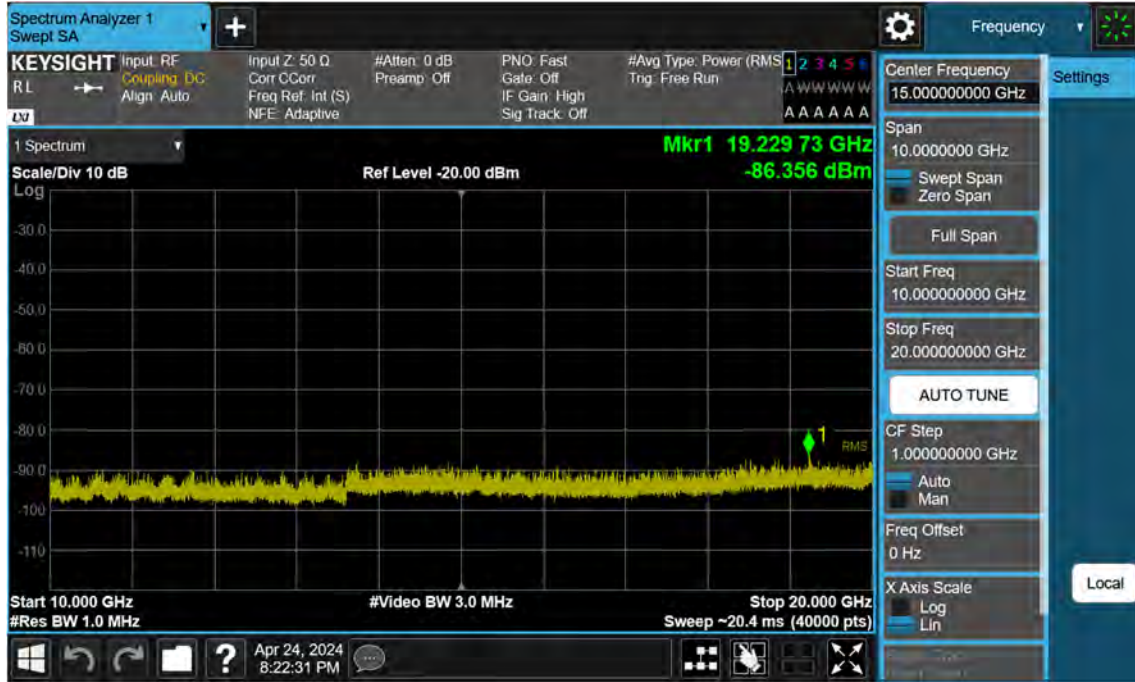 Spectrum Analyzer 1
Swept SA
Frequency
KEYSIGHT
RL
LXI
Input: RF
Coupling: DC
Align: Auto
Input Z: 50 Ω
Corr CCorr
Freq Ref: Int (S)
NFE: Adaptive
#Atten: 0 dB
Preamp: Off
PNO: Fast
Gate: Off
IF Gain: High
Sig Track: Off
#Avg Type: Power (RMS
Trig: Free Run
1 2 3 4 5 6
A W W W W W
A A A A A A
1 Spectrum
Scale/Div 10 dB
Ref Level -20.00 dBm
Mkr1 19.229 73 GHz
-86.356 dBm
Log
-30.0
-40.0
-50.0
-60.0
-70.0
-80.0
-90.0
-100
-110
1
RMS
Start 10.000 GHz
#Res BW 1.0 MHz
#Video BW 3.0 MHz
Stop 20.000 GHz
Sweep ~20.4 ms (40000 pts)
Center Frequency
15.000000000 GHz
Span
10.0000000 GHz
Swept Span
Zero Span
Full Span
Start Freq
10.000000000 GHz
Stop Freq
20.000000000 GHz
AUTO TUNE
CF Step
1.000000000 GHz
Auto
Man
Freq Offset
0 Hz
X Axis Scale
Log
Lin
Settings
Local
?
Apr 24, 2024
8:22:31 PM